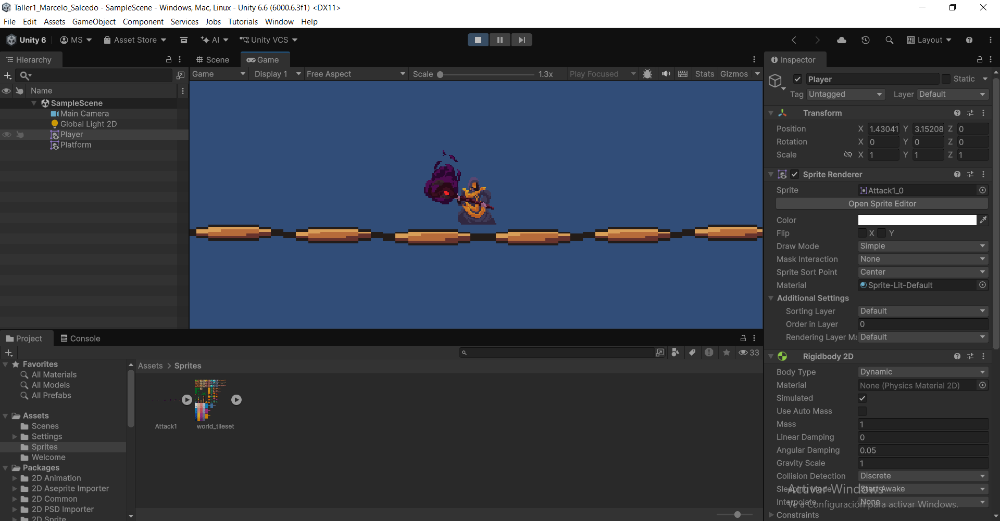 Taller1_Marcelo_Salcedo - SampleScene - Windows, Mac, Linux - Unity 6.6 (6000.6.3f1) <DX11>
File Edit Assets GameObject Component Services Jobs Tutorials Window Help
Unity 6 MS Asset Store AI Unity VCS Layout
Hierarchy
Name
SampleScene
Main Camera
Global Light 2D
Player
Platform
Scene Game
Game Display 1 Free Aspect Scale 1.3x Play Focused Stats Gizmos
Inspector
Player Static
Tag Untagged Layer Default
Transform
Position X 1.43041 Y 3.15208 Z 0
Rotation X 0 Y 0 Z 0
Scale X 1 Y 1 Z 1
Sprite Renderer
Sprite Attack1_0
Open Sprite Editor
Color
Flip X Y
Draw Mode Simple
Mask Interaction None
Sprite Sort Point Center
Material Sprite-Lit-Default
Additional Settings
Sorting Layer Default
Order in Layer 0
Rendering Layer Ma Default
Rigidbody 2D
Body Type Dynamic
Material None (Physics Material 2D)
Simulated
Use Auto Mass
Mass 1
Linear Damping 0
Angular Damping 0.05
Gravity Scale 1
Collision Detection Discrete
Sleeping Mode Start Awake
Interpolate None
Constraints
Activar Windows
Ve a Configuración para activar Windows.
Project Console
33
Favorites
All Materials
All Models
All Prefabs
Assets
Scenes
Settings
Sprites
Welcome
Packages
2D Animation
2D Aseprite Importer
2D Common
2D PSD Importer
2D Sprite
Assets > Sprites
Attack1 world_tileset